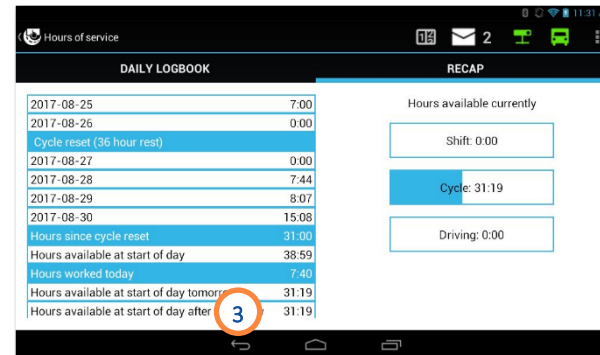 11:31
Hours of service
2
DAILY LOGBOOK
RECAP
2017-08-25 7:00
2017-08-26 0:00
Cycle reset (36 hour rest)
2017-08-27 0:00
2017-08-28 7:44
2017-08-29 8:07
2017-08-30 15:08
Hours since cycle reset 31:00
Hours available at start of day 38:59
Hours worked today 7:40
Hours available at start of day 31:19
Hours available at start of day after 31:19
3
Hours available currently
Shift: 0:00
Cycle: 31:19
Driving: 0:00